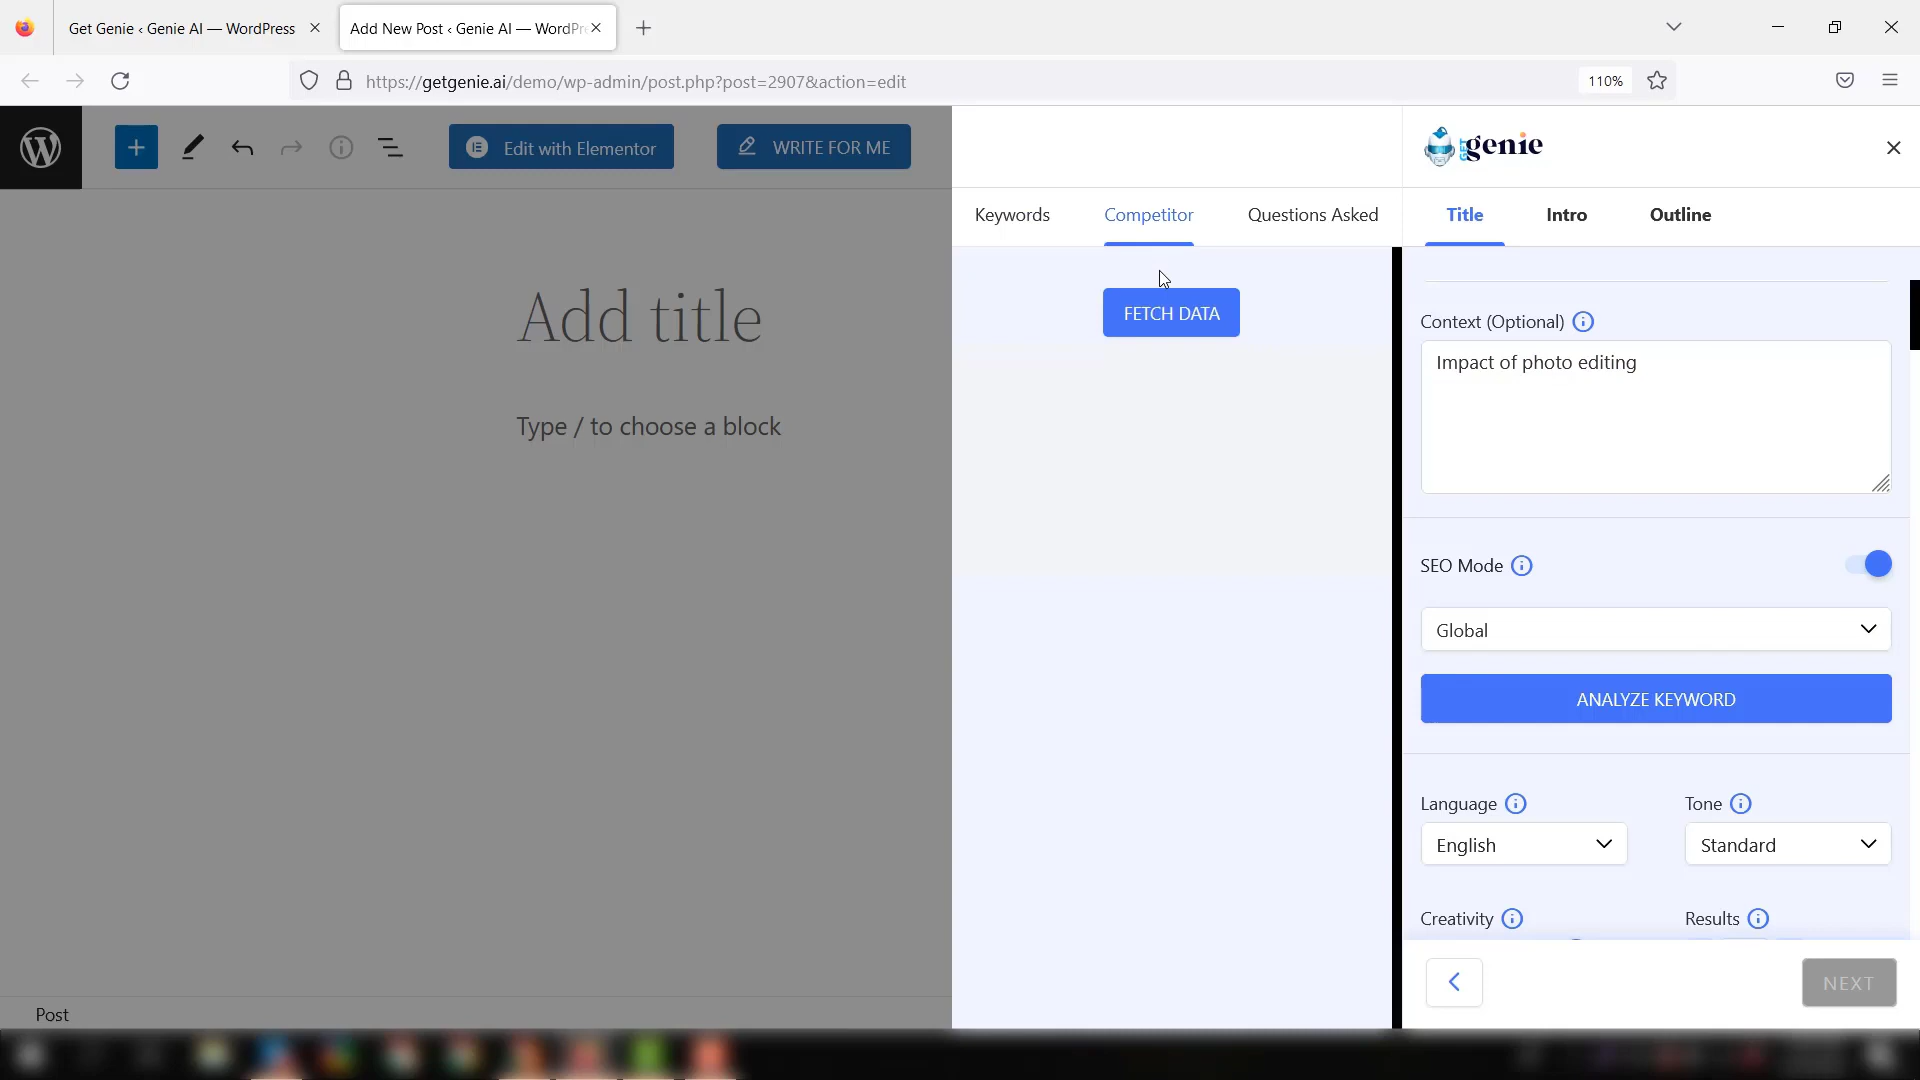 Get Genie ‹ Genie AI — WordPress
Add New Post ‹ Genie AI — WordPr
https://getgenie.ai/demo/wp-admin/post.php?post=2907&action=edit
110%
Edit with Elementor
WRITE FOR ME
GET genie
Keywords
Competitor
Questions Asked
Title
Intro
Outline
FETCH DATA
Add title
Type / to choose a block
Context (Optional)
Impact of photo editing
SEO Mode
Global
ANALYZE KEYWORD
Language
Tone
English
Standard
Creativity
Results
NEXT
Post